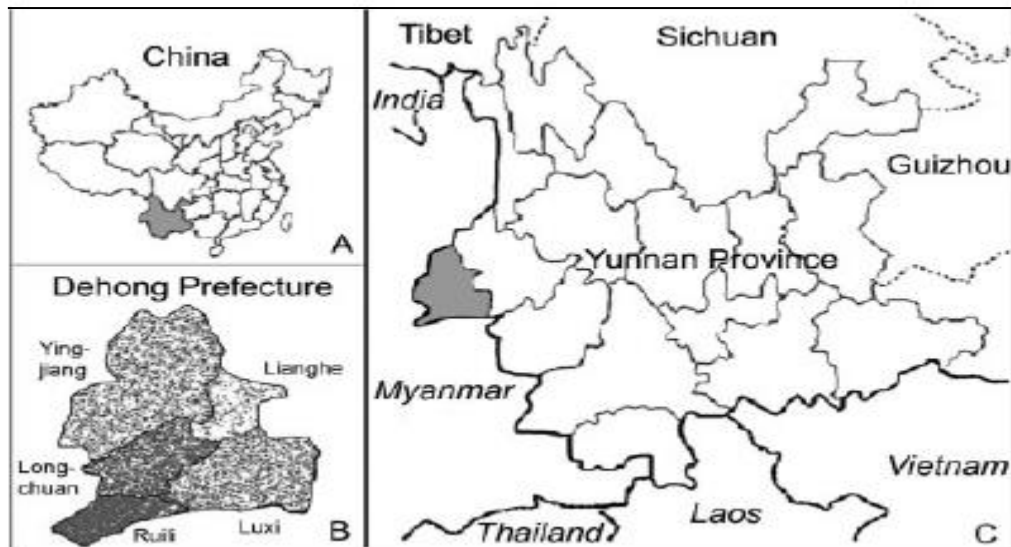 China
A
Dehong Prefecture
Ying-
jiang
Lianghe
Long-
chuan
Ruili
Luxi
B
Tibet
Sichuan
India
Guizhou
Yunnan Province
Myanmar
Vietnam
Laos
Thailand
C